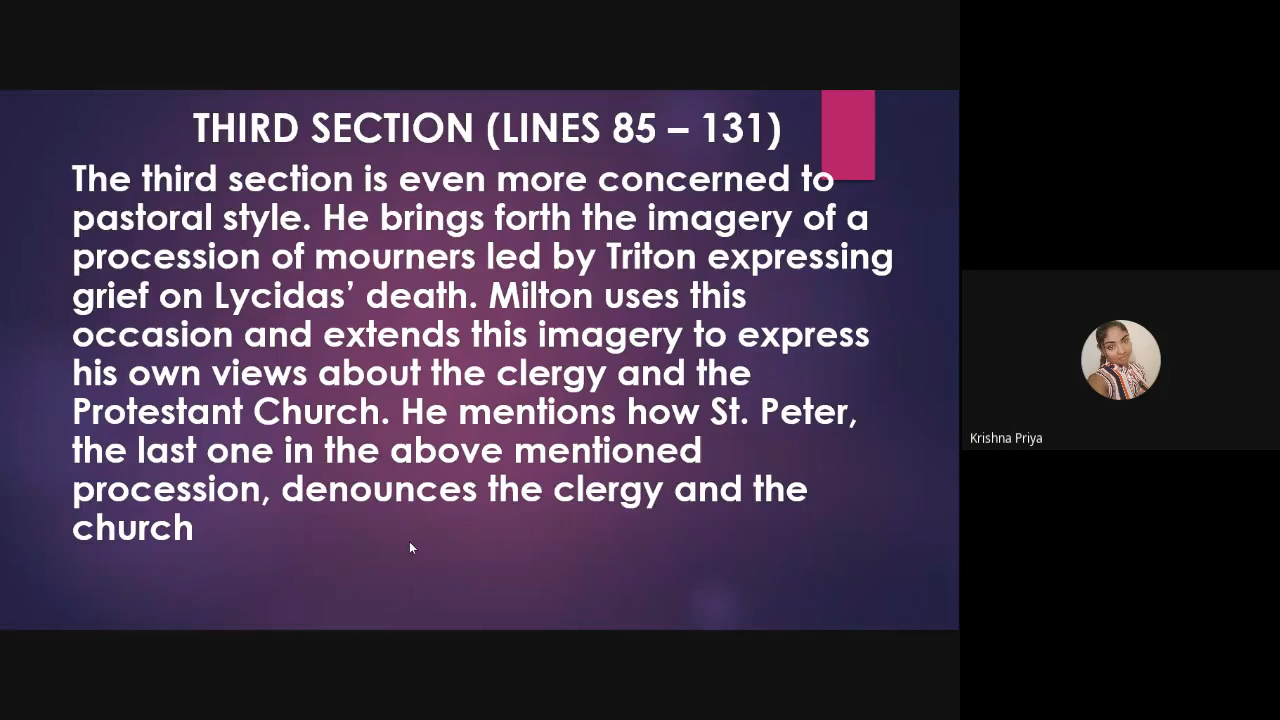 THIRD SECTION (LINES 85 – 131)
The third section is even more concerned to
pastoral style. He brings forth the imagery of a
procession of mourners led by Triton expressing
grief on Lycidas’ death. Milton uses this
occasion and extends this imagery to express
his own views about the clergy and the
Protestant Church. He mentions how St. Peter,
the last one in the above mentioned
procession, denounces the clergy and the
church
Krishna Priya